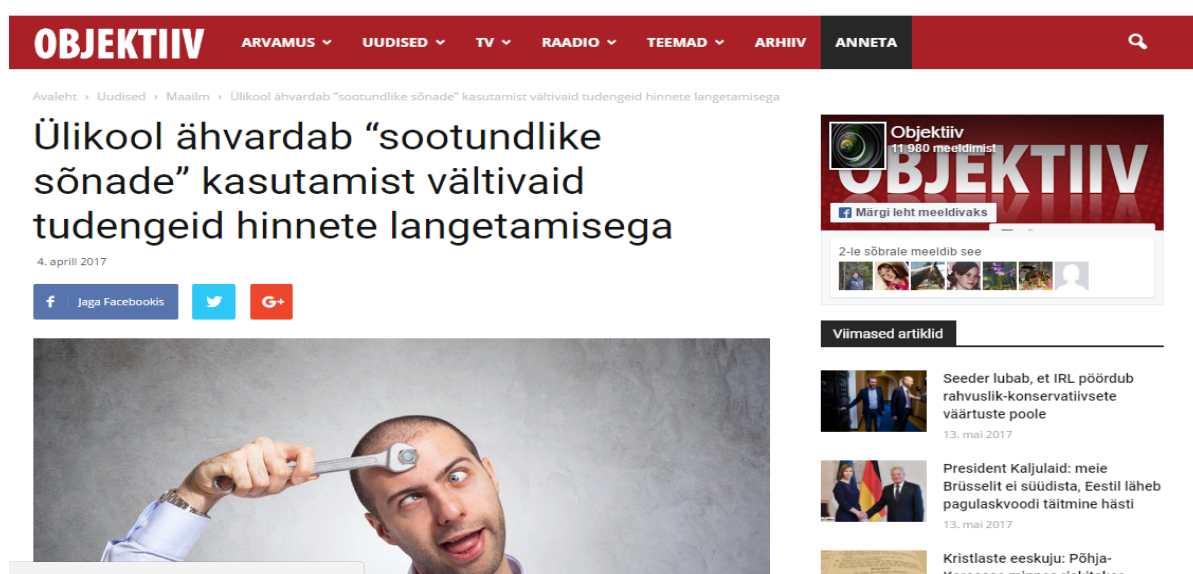 OBJEKTIIV
ARVAMUS
UUDISED
TV
RAADIO
TEEMAD
ARHIIV
ANNETA
Avaleht › Uudised › Maailm › Ülikool ähvardab “sootundlike sõnade” kasutamist vältivaid tudengeid hinnete langetamisega
Ülikool ähvardab “sootundlike
sõnade” kasutamist vältivaid
tudengeid hinnete langetamisega
4. aprill 2017
f Jaga Facebookis
G+
Objektiiv
11 980 meeldimist
OBJEKTIIV
f Märgi leht meeldivaks
2-le sõbrale meeldib see
Viimased artiklid
Seeder lubab, et IRL pöördub
rahvuslik-konservatiivsete
väärtuste poole
13. mai 2017
President Kaljulaid: meie
Brüsselit ei süüdista, Eestil läheb
pagulaskvoodi täitmine hästi
13. mai 2017
Kristlaste eeskuju: Põhja-